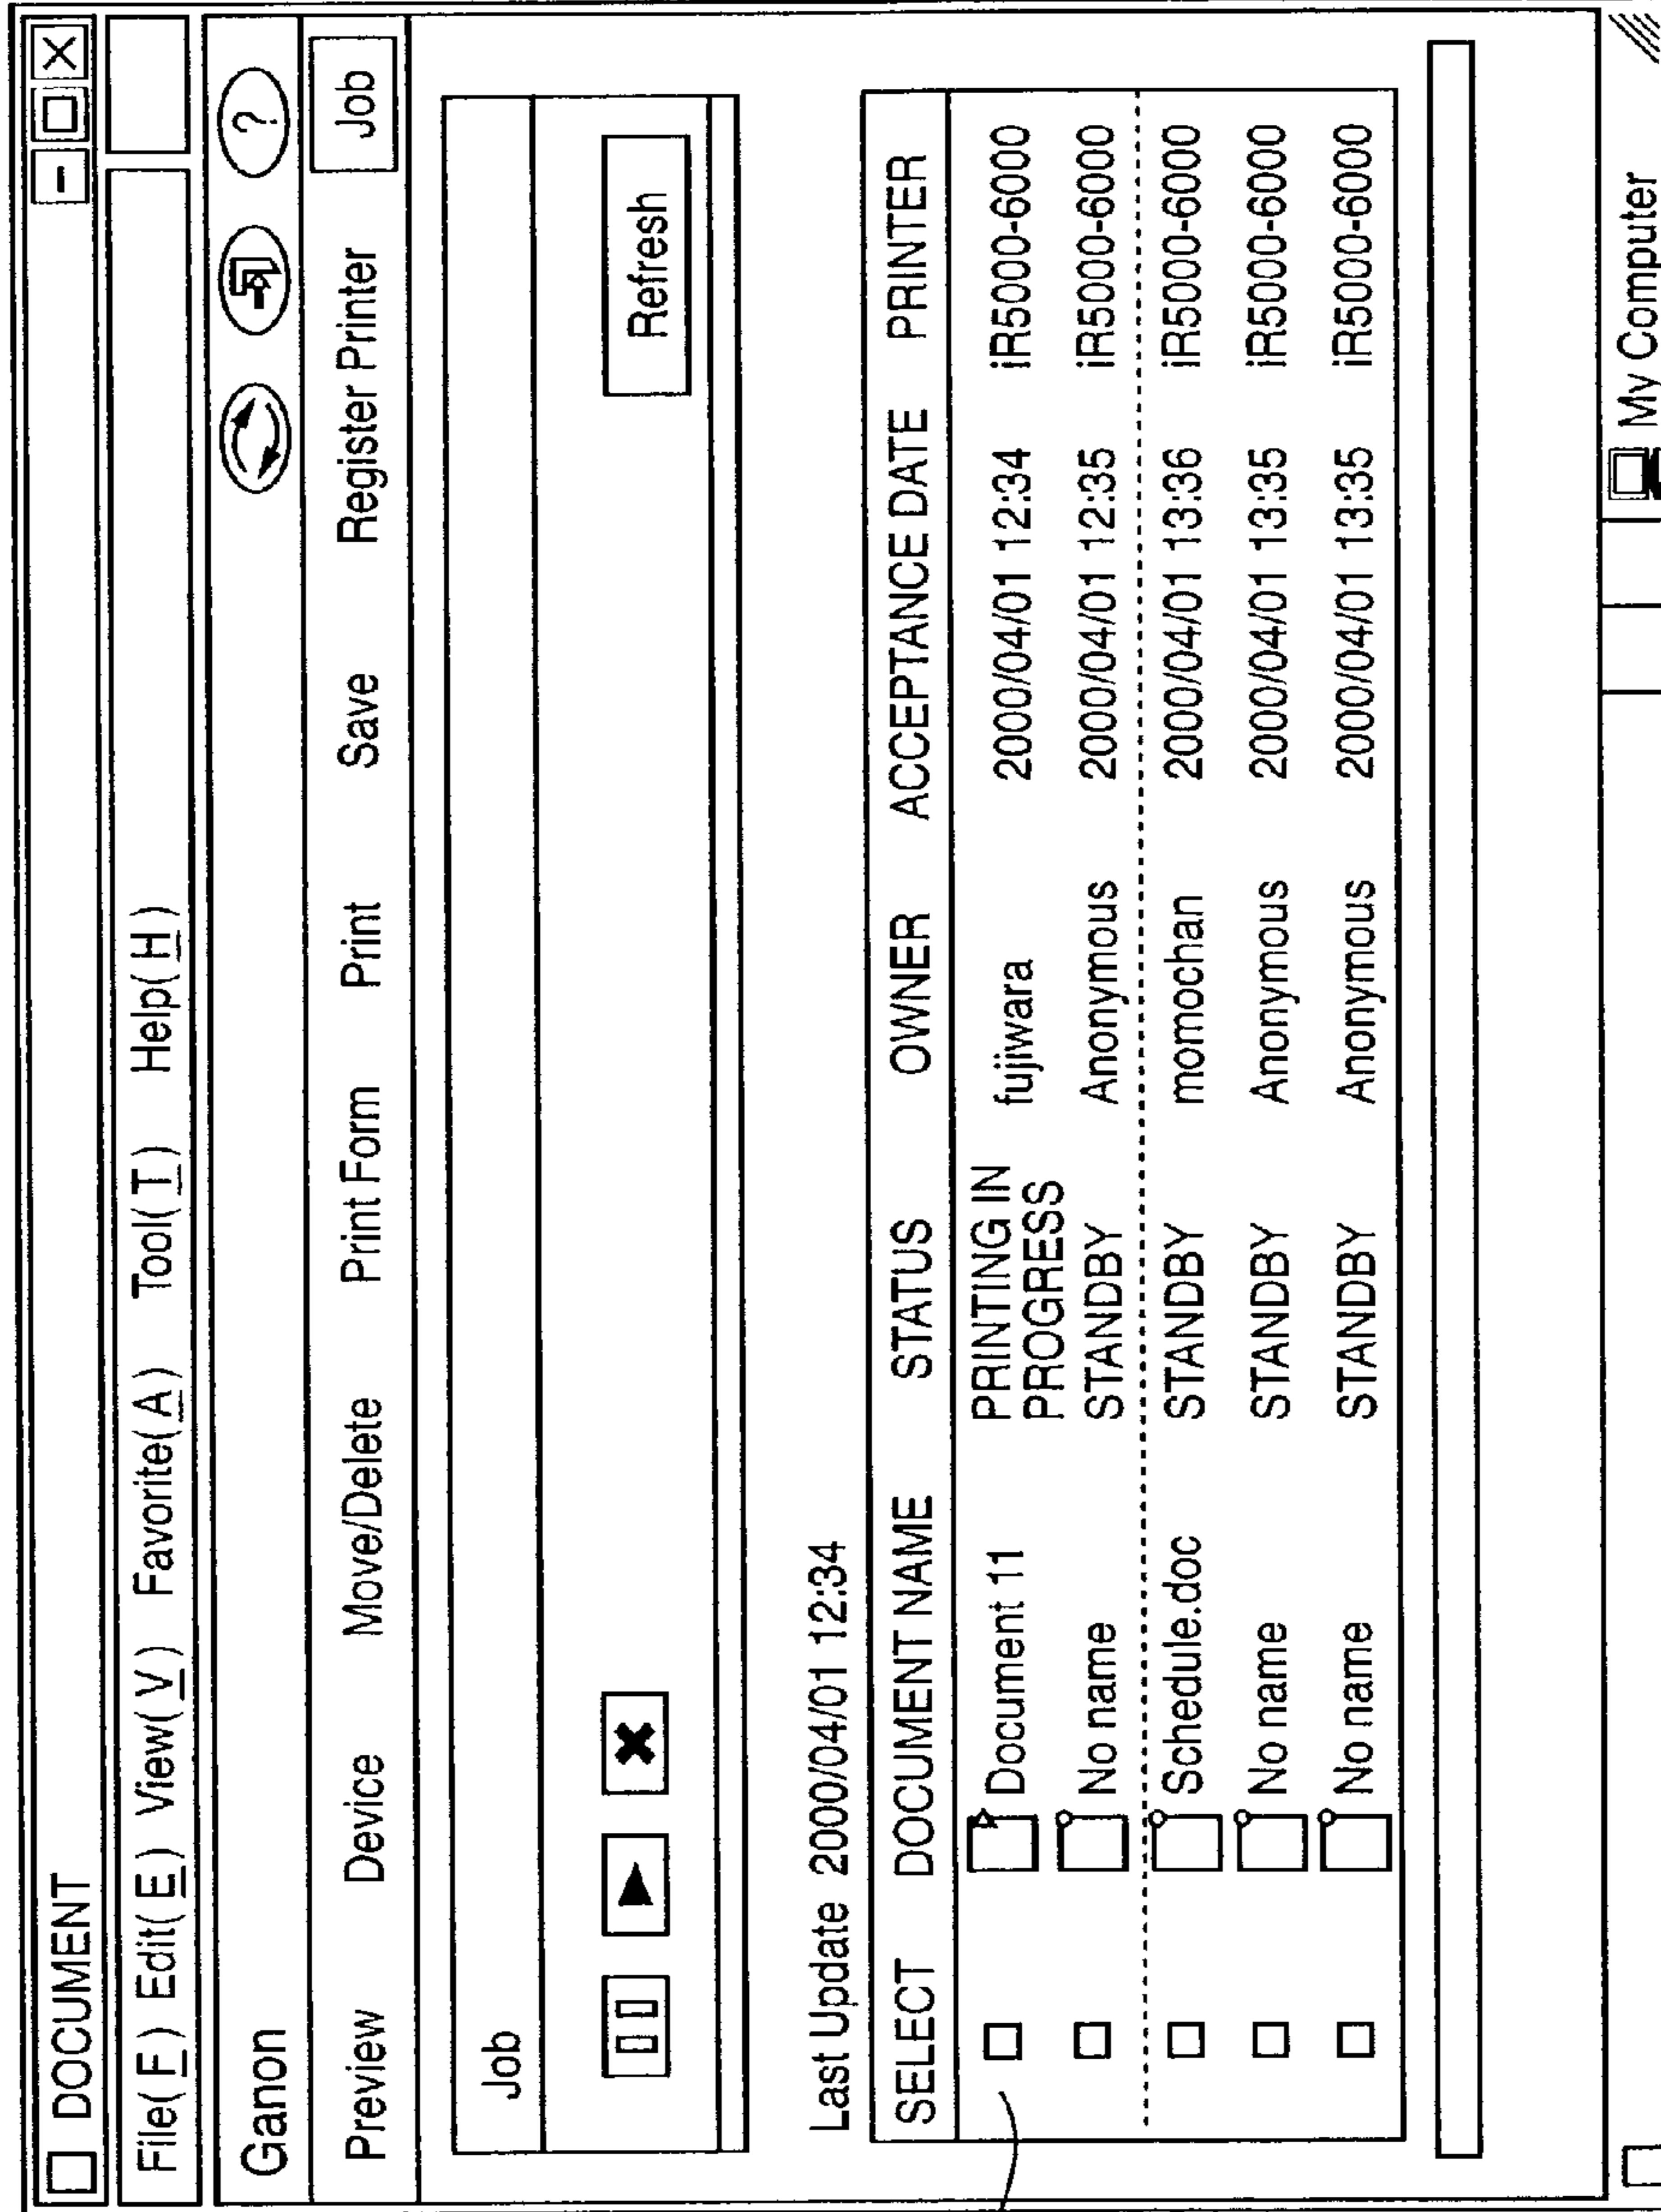 DOCUMENT
File(F) Edit(E) View(V) Favorite(A) Tool(T) Help(H)
Ganon ?
Preview Device Move/Delete Print Form Print Save Register Printer Job
Job
Refresh
Last Update 2000/04/01 12:34
SELECT DOCUMENT NAME STATUS OWNER ACCEPTANCE DATE PRINTER
Document 11 PRINTING IN PROGRESS fujiwara 2000/04/01 12:34 iR5000-6000
No name STANDBY Anonymous 2000/04/01 12:35 iR5000-6000
Schedule.doc STANDBY momochan 2000/04/01 13:36 iR5000-6000
No name STANDBY Anonymous 2000/04/01 13:35 iR5000-6000
No name STANDBY Anonymous 2000/04/01 13:35 iR5000-6000
My Computer